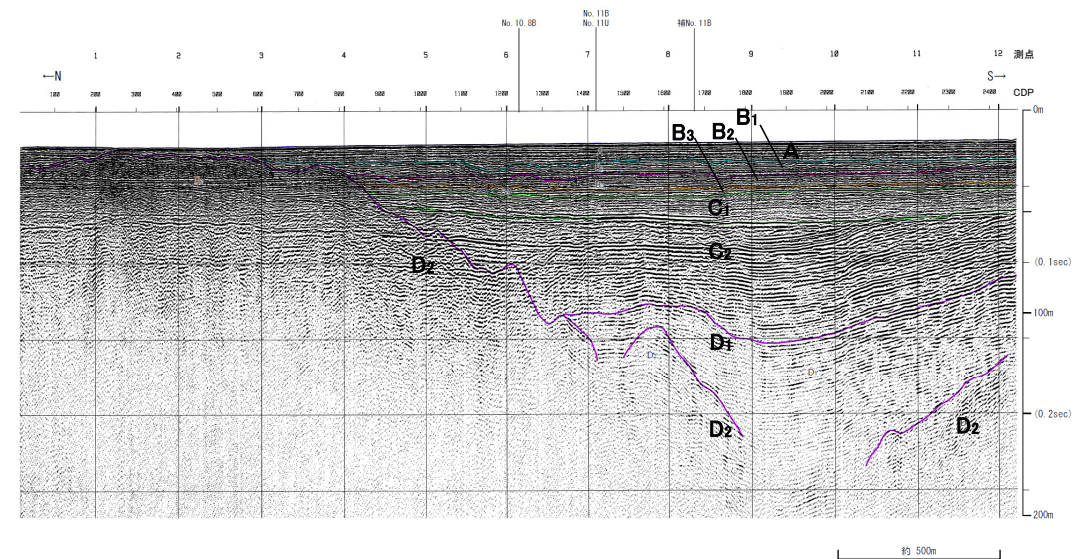 No.11B
No.10.8B No.11U 補No.11B
1 2 3 4 5 6 7 8 9 10 11 12 測点
←N S→
100 200 300 400 500 600 700 800 900 1000 1100 1200 1300 1400 1500 1600 1700 1800 1900 2000 2100 2200 2300 2400 CDP
0m
B1
B3 B2
A
C1
C2
D2 (0.1sec)
100m
D1
D2
D1
(0.2sec)
D2 D2
200m
約 500m